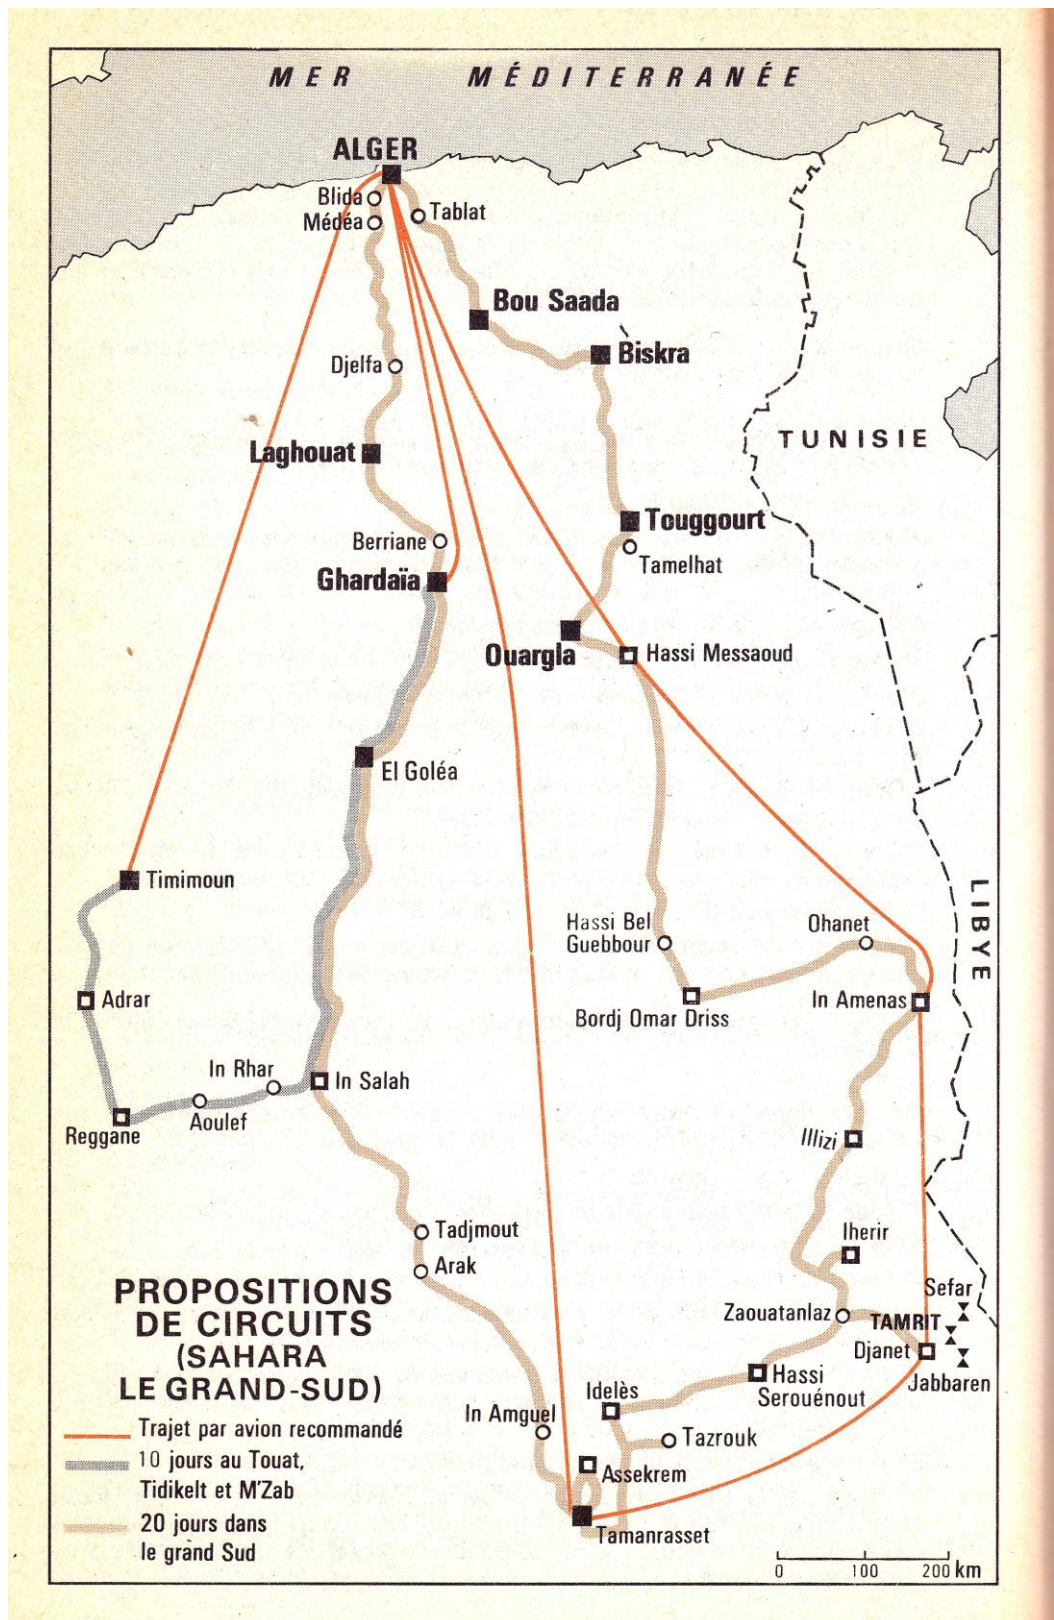 MER MÉDITERRANÉE
ALGER
Blida
Médéa
Tablat
Bou Saada
Biskra
Djelfa
TUNISIE
Laghouat
Touggourt
Berriane
Tamelhat
Ghardaïa
Ouargla
Hassi Messaoud
El Goléa
Timimoun
LIBYE
Hassi Bel
Guebbour
Ohanet
Adrar
In Amenas
Bordj Omar Driss
In Rhar
In Salah
Aoulef
Reggane
Illizi
Tadjmout
Iherir
Arak
Sefar
Zaouatanlaz
TAMRIT
Djanet
Jabbaren
Hassi
Serouénout
Idelès
In Amguel
Tazrouk
Assekrem
Tamanrasset
PROPOSITIONS
DE CIRCUITS
(SAHARA
LE GRAND-SUD)
Trajet par avion recommandé
10 jours au Touat,
Tidikelt et M'Zab
20 jours dans
le grand Sud
0 100 200 km